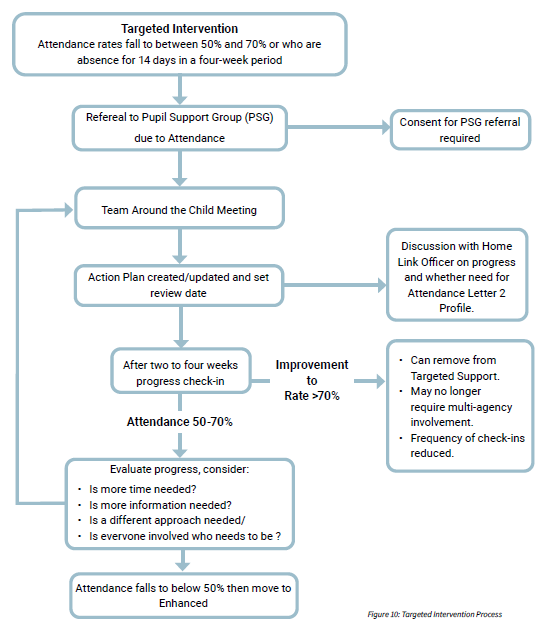 Targeted Intervention
Attendance rates fall to between 50% and 70% or who are
absence for 14 days in a four-week period
Refereal to Pupil Support Group (PSG)
due to Attendance
Consent for PSG referral
required
Team Around the Child Meeting
Action Plan created/updated and set
review date
Discussion with Home
Link Officer on progress
and whether need for
Attendance Letter 2
Profile.
After two to four weeks
progress check-in
Improvement
to
Rate >70%
• Can remove from
Targeted Support.
• May no longer
require multi-agency
involvement.
• Frequency of check-ins
reduced.
Attendance 50-70%
Evaluate progress, consider:
• Is more time needed?
• Is more information needed?
• Is a different approach needed/
• Is everyone involved who needs to be ?
Attendance falls to below 50% then move to
Enhanced
Figure 10: Targeted Intervention Process